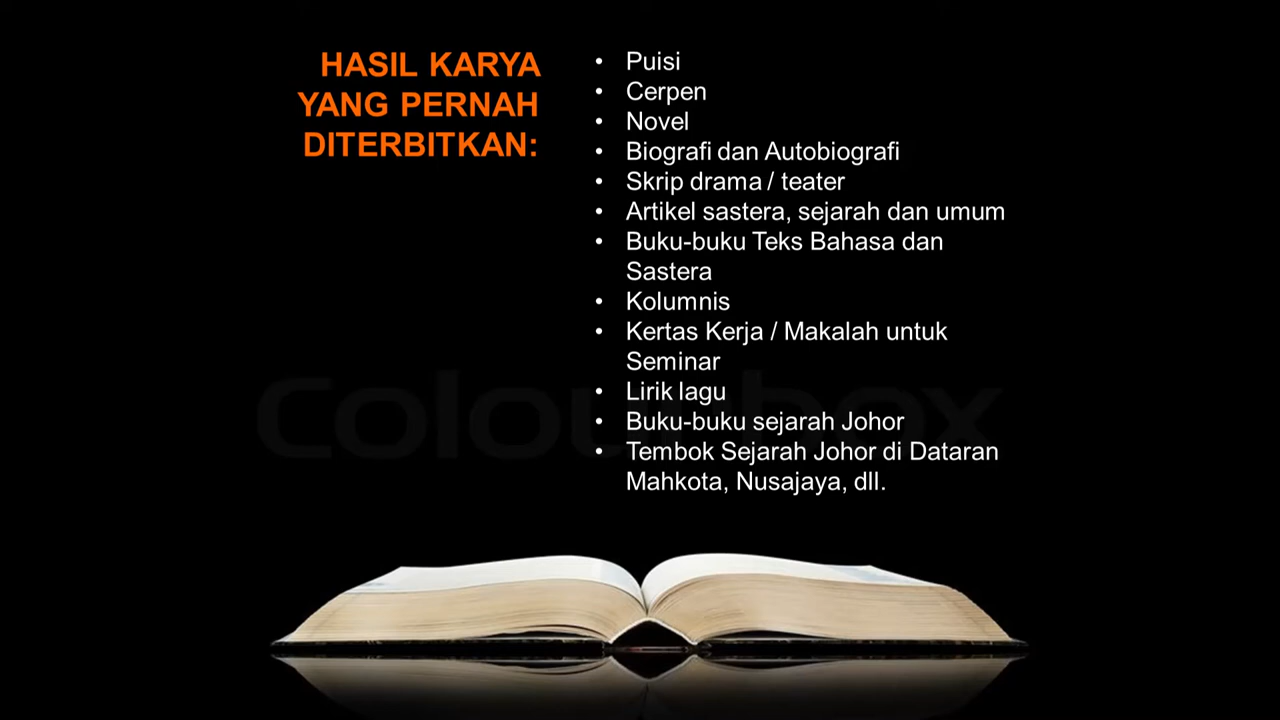 HASIL KARYA
YANG PERNAH
DITERBITKAN:
• Puisi
• Cerpen
• Novel
• Biografi dan Autobiografi
• Skrip drama / teater
• Artikel sastera, sejarah dan umum
• Buku-buku Teks Bahasa dan
Sastera
• Kolumnis
• Kertas Kerja / Makalah untuk
Seminar
• Lirik lagu
• Buku-buku sejarah Johor
• Tembok Sejarah Johor di Dataran
Mahkota, Nusajaya, dll.